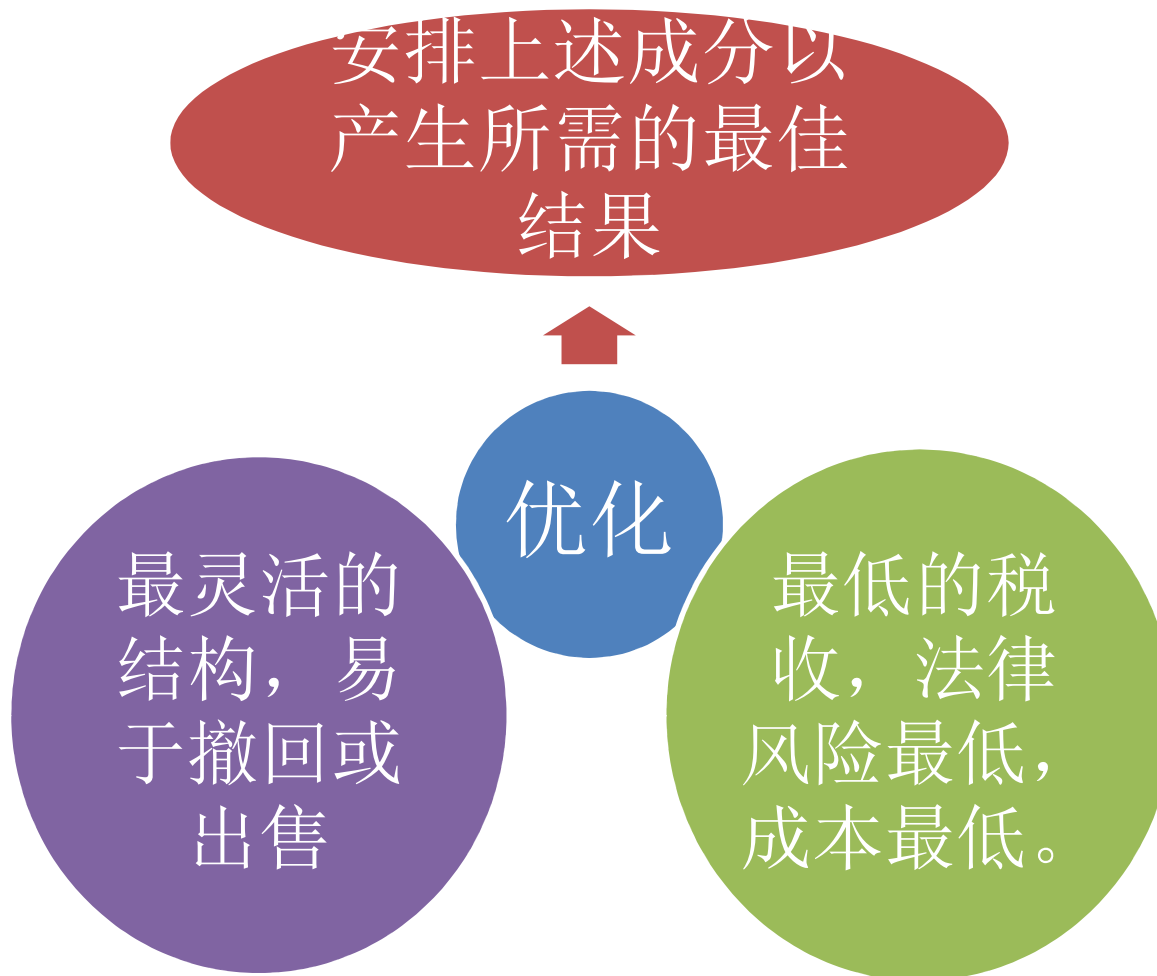 安排上述成分以
产生所需的最佳
结果
优化
最灵活的
结构，易
于撤回或
出售
最低的税
收，法律
风险最低，
成本最低。